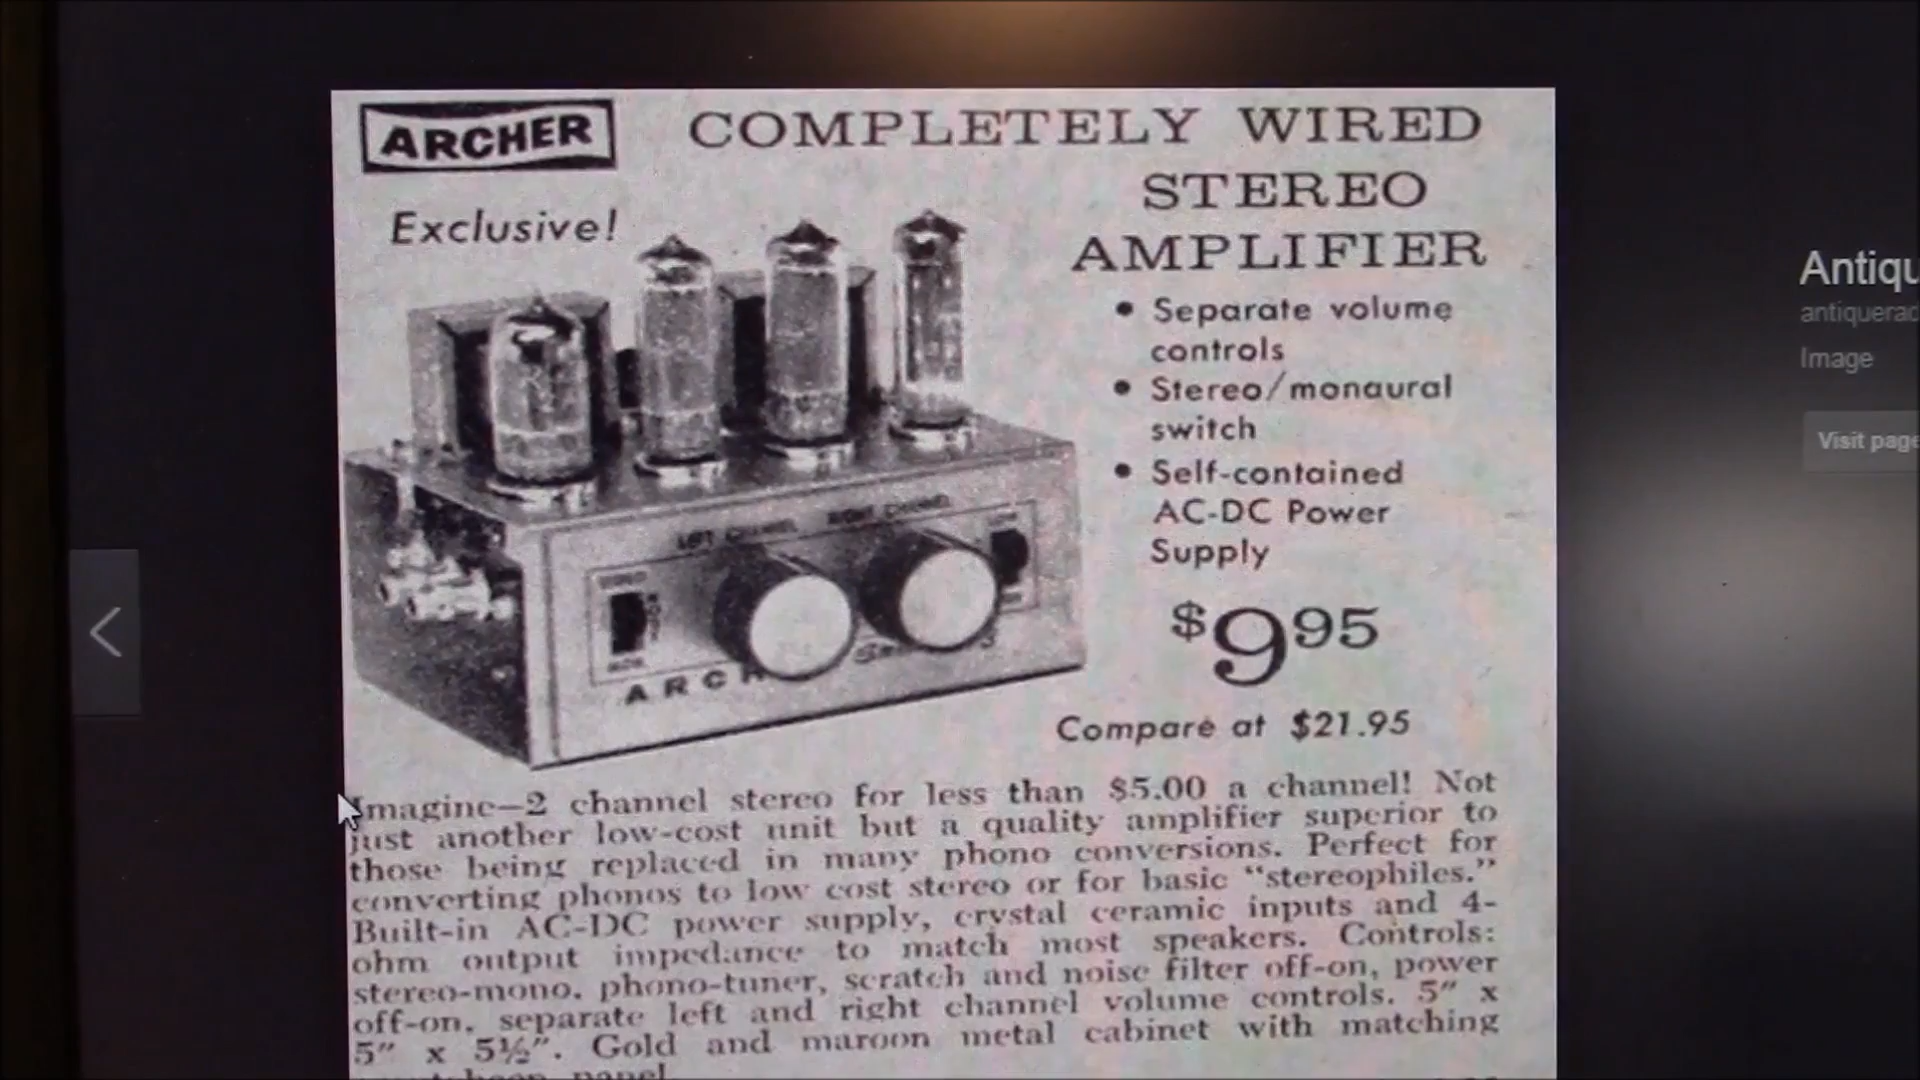 ARCHER
COMPLETELY WIRED
STEREO
AMPLIFIER
Exclusive!
• Separate volume
controls
• Stereo/monaural
switch
• Self-contained
AC-DC Power
Supply
$9.95
Compare at $21.95
LEFT CHANNEL RIGHT CHANNEL
ARCH
Imagine—2 channel stereo for less than $5.00 a channel! Not
just another low-cost unit but a quality amplifier superior to
those being replaced in many phono conversions. Perfect for
converting phonos to low cost stereo or for basic “stereophiles.”
Built-in AC-DC power supply, crystal ceramic inputs and 4-
ohm output impedance to match most speakers. Controls:
stereo-mono, phono-tuner, scratch and noise filter off-on, power
off-on, separate left and right channel volume controls. 5" x
5" x 5½". Gold and maroon metal cabinet with matching
panel
Antiqu
antiquerad
Image
Visit page